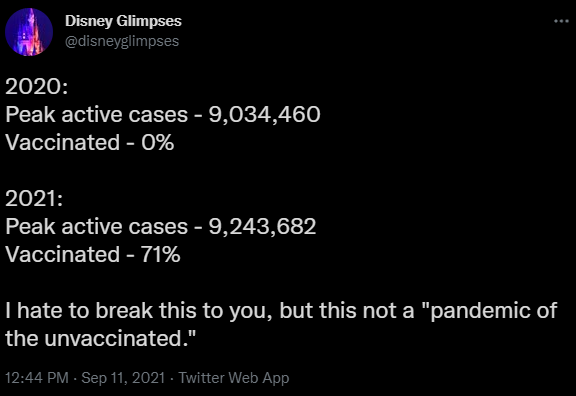 Disney Glimpses
@disneyglimpses
2020:
Peak active cases - 9,034,460
Vaccinated - 0%
2021:
Peak active cases - 9,243,682
Vaccinated - 71%
I hate to break this to you, but this not a "pandemic of
the unvaccinated."
12:44 PM · Sep 11, 2021 · Twitter Web App